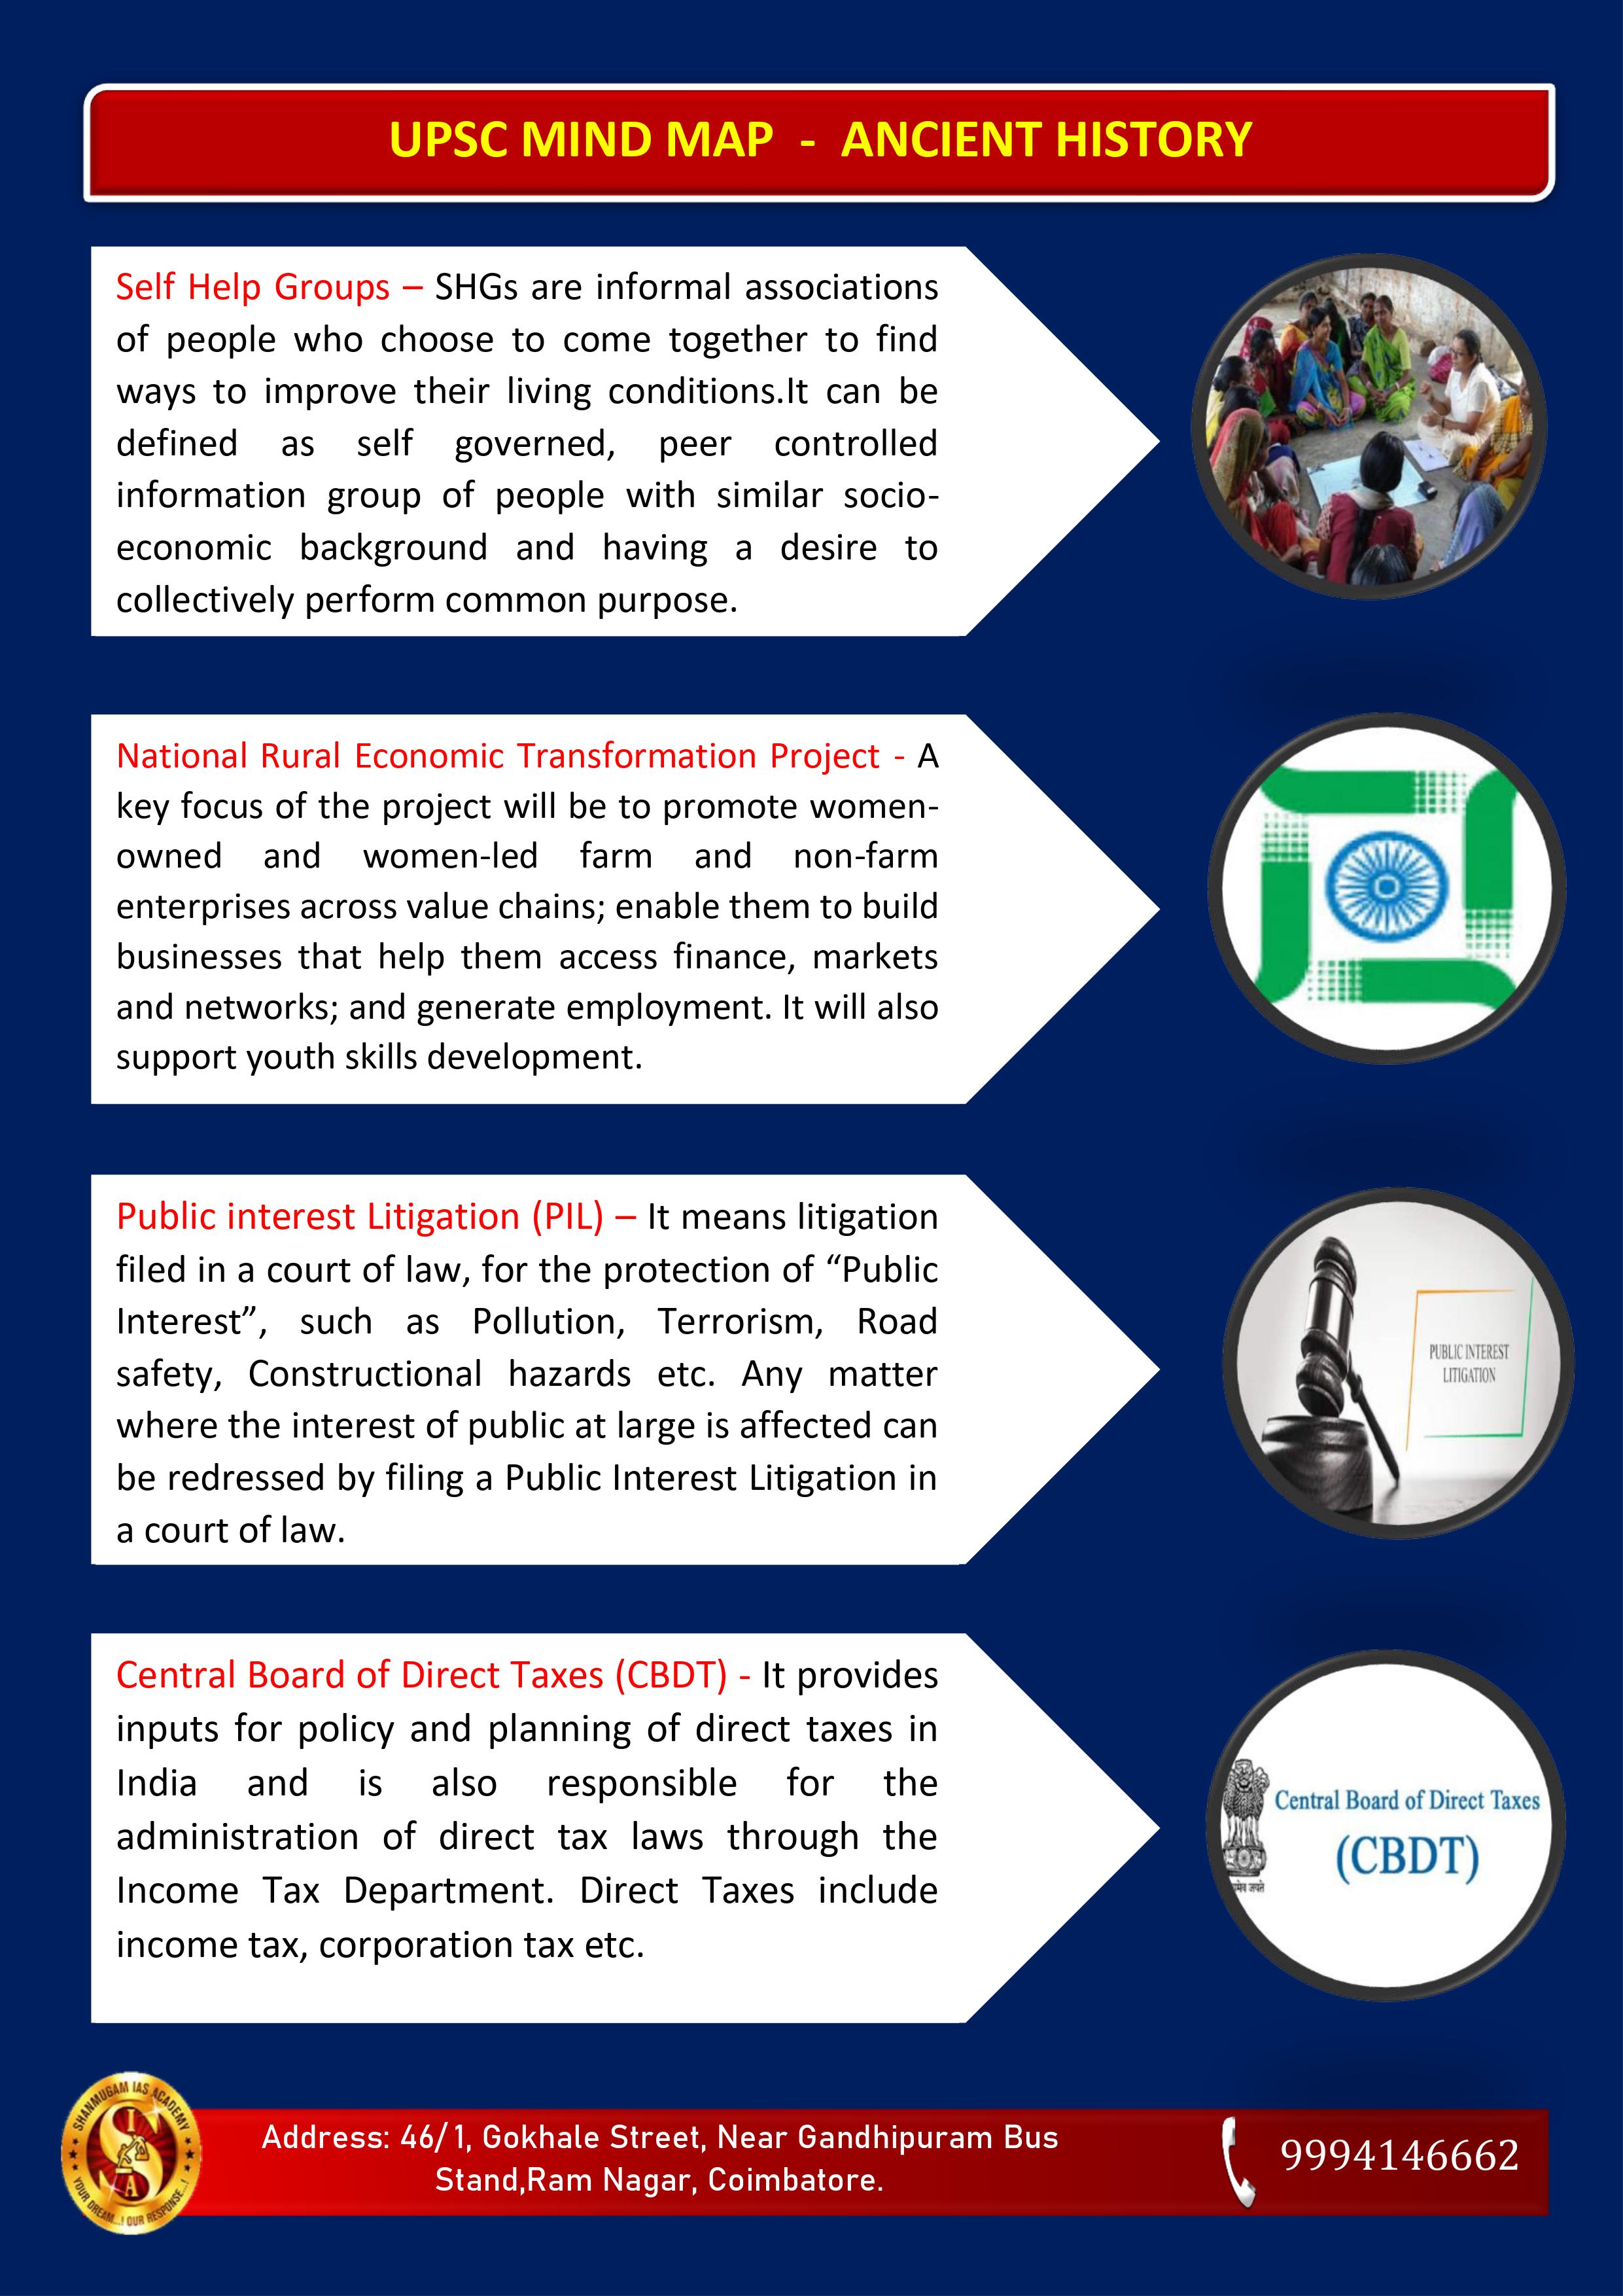 UPSC MIND MAP - ANCIENT HISTORY
Self Help Groups – SHGs are informal associations
of people who choose to come together to find
ways to improve their living conditions.It can be
defined as self governed, peer controlled
information group of people with similar socio-
economic background and having a desire to
collectively perform common purpose.
National Rural Economic Transformation Project - A
key focus of the project will be to promote women-
owned and women-led farm and non-farm
enterprises across value chains; enable them to build
businesses that help them access finance, markets
and networks; and generate employment. It will also
support youth skills development.
Public interest Litigation (PIL) – It means litigation
filed in a court of law, for the protection of “Public
Interest”, such as Pollution, Terrorism, Road
safety, Constructional hazards etc. Any matter
where the interest of public at large is affected can
be redressed by filing a Public Interest Litigation in
a court of law.
PUBLIC INTEREST
LITIGATION
Central Board of Direct Taxes (CBDT) - It provides
inputs for policy and planning of direct taxes in
India and is also responsible for the
administration of direct tax laws through the
Income Tax Department. Direct Taxes include
income tax, corporation tax etc.
Central Board of Direct Taxes
(CBDT)
जयते
SHANMUGAM IAS ACADEMY
I
S
A
YOUR DREAM...! OUR RESPONSE...!
Address: 46/1, Gokhale Street, Near Gandhipuram Bus
Stand,Ram Nagar, Coimbatore.
9994146662